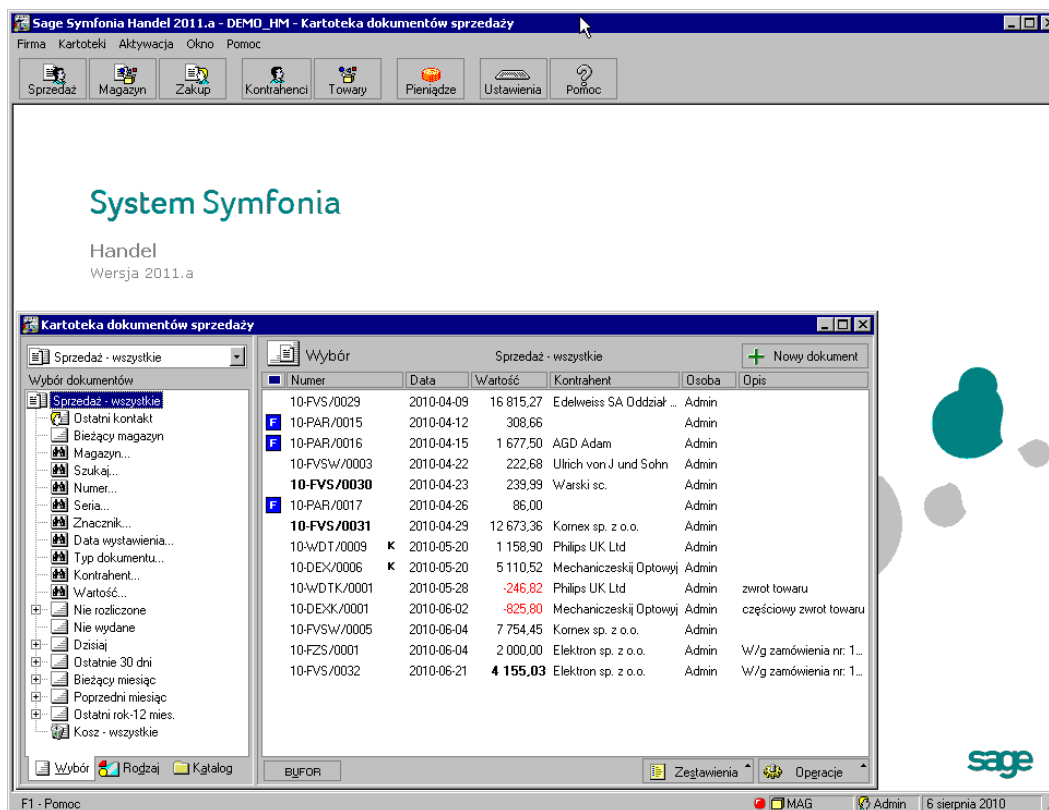 Sage Symfonia Handel 2011.a - DEMO_HM - Kartoteka dokumentów sprzedaży
Firma Kartoteki Aktywacja Okno Pomoc
Sprzedaż Magazyn Zakup Kontrahenci Towary Pieniądze Ustawienia Pomoc
System Symfonia
Handel
Wersja 2011.a
Kartoteka dokumentów sprzedaży
Sprzedaż - wszystkie
Wybór dokumentów
Sprzedaż - wszystkie
Ostatni kontakt
Bieżący magazyn
Magazyn...
Szukaj...
Numer...
Seria...
Znacznik...
Data wystawienia...
Typ dokumentu...
Kontrahent...
Wartość...
Nie rozliczone
Nie wydane
Dzisiaj
Ostatnie 30 dni
Bieżący miesiąc
Poprzedni miesiąc
Ostatni rok-12 mies.
Kosz - wszystkie
Wybór Rodzaj Katalog
Wybór Sprzedaż - wszystkie Nowy dokument
Numer Data Wartość Kontrahent Osoba Opis
10-FVS/0029 2010-04-09 16 815,27 Edelweiss SA Oddział ... Admin
F 10-PAR/0015 2010-04-12 308,66 Admin
F 10-PAR/0016 2010-04-15 1 677,50 AGD Adam Admin
10-FVSW/0003 2010-04-22 222,68 Ulrich von J und Sohn Admin
10-FVS/0030 2010-04-23 239,99 Warski sc. Admin
F 10-PAR/0017 2010-04-26 86,00 Admin
10-FVS/0031 2010-04-29 12 673,36 Kornex sp. z o.o. Admin
10-WDT/0009 K 2010-05-20 1 158,90 Philips UK Ltd Admin
10-DEX/0006 K 2010-05-20 5 110,52 Mechaniczeskij Optowyj Admin
10-WDTK/0001 2010-05-28 -246,82 Philips UK Ltd Admin zwrot towaru
10-DEXK/0001 2010-06-02 -825,80 Mechaniczeskij Optowyj Admin częściowy zwrot towaru
10-FVSW/0005 2010-06-04 7 754,45 Kornex sp. z o.o. Admin
10-FZS/0001 2010-06-04 2 000,00 Elektron sp. z o.o. Admin W/g zamówienia nr: 1...
10-FVS/0032 2010-06-21 4 155,03 Elektron sp. z o.o. Admin W/g zamówienia nr: 1...
BUFOR Zestawienia Operacje
sage
F1 - Pomoc MAG Admin 6 sierpnia 2010